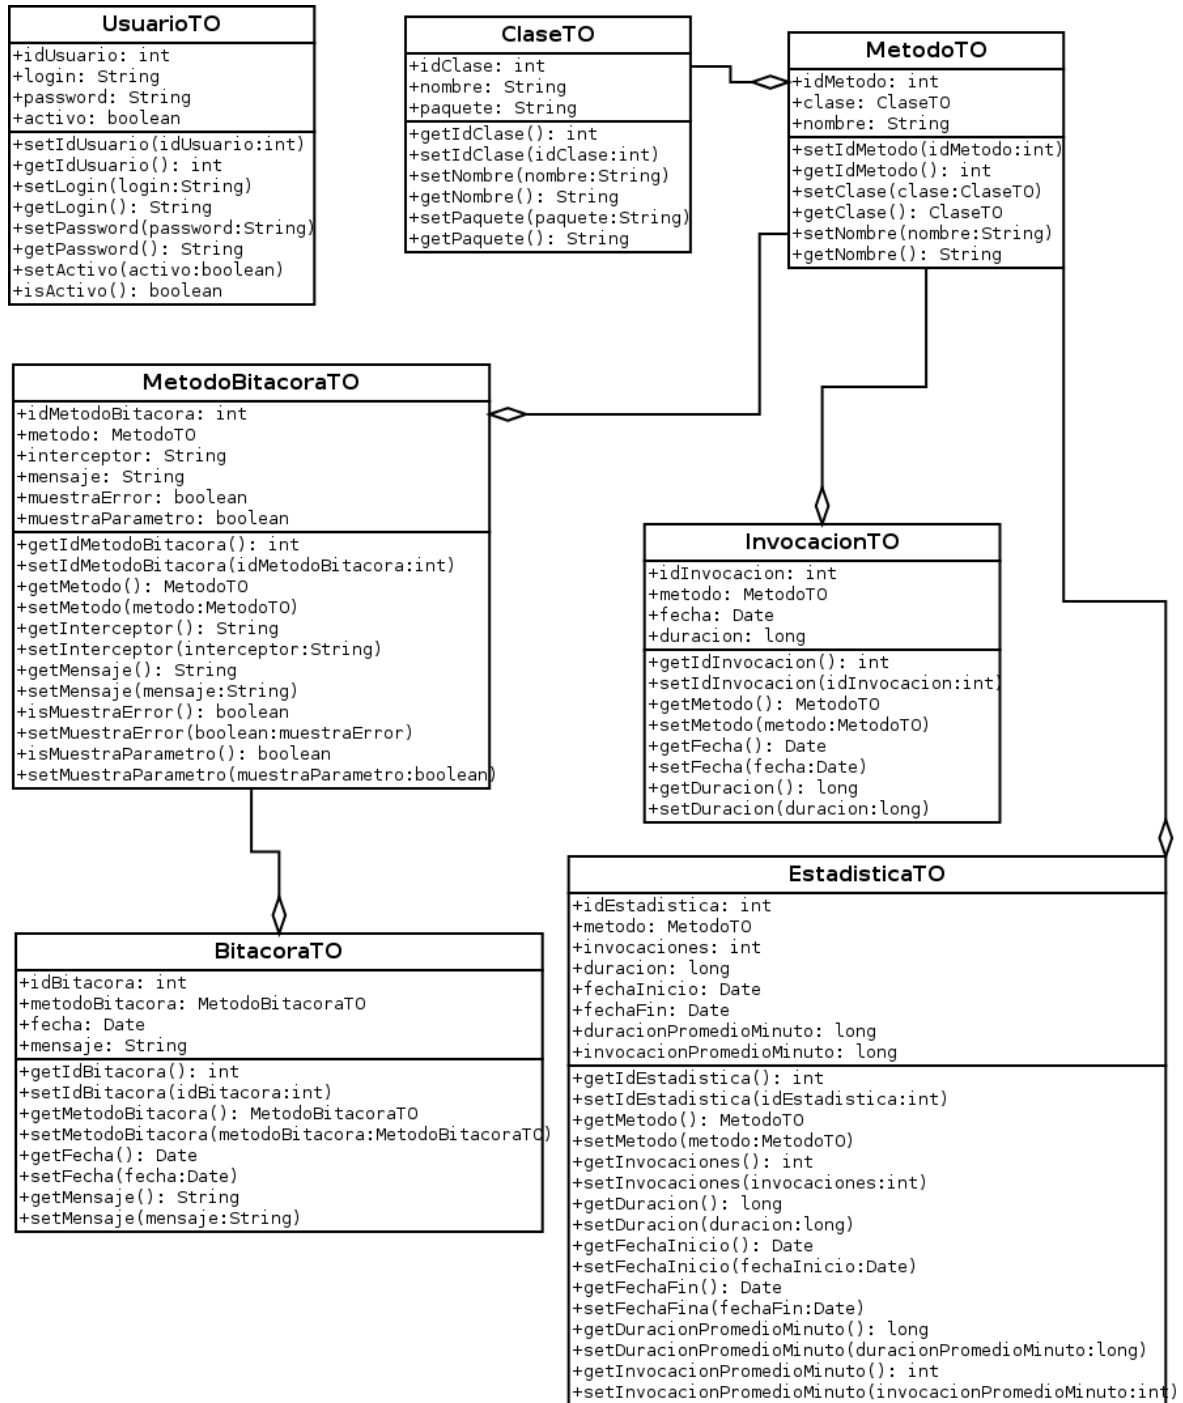 UsuarioTO
+idUsuario: int
+login: String
+password: String
+activo: boolean
+setIdUsuario(idUsuario:int)
+getIdUsuario(): int
+setLogin(login:String)
+getLogin(): String
+setPassword(password:String)
+getPassword(): String
+setActivo(activo:boolean)
+isActivo(): boolean
ClaseTO
+idClase: int
+nombre: String
+paquete: String
+getIdClase(): int
+setIdClase(idClase:int)
+setNombre(nombre:String)
+getNombre(): String
+setPaquete(paquete:String)
+getPaquete(): String
MetodoTO
+idMetodo: int
+clase: ClaseTO
+nombre: String
+setIdMetodo(idMetodo:int)
+getIdMetodo(): int
+setClase(clase:ClaseTO)
+getClase(): ClaseTO
+setNombre(nombre:String)
+getNombre(): String
MetodoBitacoraTO
+idMetodoBitacora: int
+metodo: MetodoTO
+interceptor: String
+mensaje: String
+muestraError: boolean
+muestraParametro: boolean
+getIdMetodoBitacora(): int
+setIdMetodoBitacora(idMetodoBitacora:int)
+getMetodo(): MetodoTO
+setMetodo(metodo:MetodoTO)
+getInterceptor(): String
+setInterceptor(interceptor:String)
+getMensaje(): String
+setMensaje(mensaje:String)
+isMuestraError(): boolean
+setMuestraError(boolean:muestraError)
+isMuestraParametro(): boolean
+setMuestraParametro(muestraParametro:boolean)
InvocacionTO
+idInvocacion: int
+metodo: MetodoTO
+fecha: Date
+duracion: long
+getIdInvocacion(): int
+setIdInvocacion(idInvocacion:int)
+getMetodo(): MetodoTO
+setMetodo(metodo:MetodoTO)
+getFecha(): Date
+setFecha(fecha:Date)
+getDuracion(): long
+setDuracion(duracion:long)
BitacoraTO
+idBitacora: int
+metodoBitacora: MetodoBitacoraTO
+fecha: Date
+mensaje: String
+getIdBitacora(): int
+setIdBitacora(idBitacora:int)
+getMetodoBitacora(): MetodoBitacoraTO
+setMetodoBitacora(metodoBitacora:MetodoBitacoraTO)
+getFecha(): Date
+setFecha(fecha:Date)
+getMensaje(): String
+setMensaje(mensaje:String)
EstadisticaTO
+idEstadistica: int
+metodo: MetodoTO
+invocaciones: int
+duracion: long
+fechaInicio: Date
+fechaFin: Date
+duracionPromedioMinuto: long
+invocacionPromedioMinuto: long
+getIdEstadistica(): int
+setIdEstadistica(idEstadistica:int)
+getMetodo(): MetodoTO
+setMetodo(metodo:MetodoTO)
+getInvocaciones(): int
+setInvocaciones(invocaciones:int)
+getDuracion(): long
+setDuracion(duracion:long)
+getFechaInicio(): Date
+setFechaInicio(fechaInicio:Date)
+getFechaFin(): Date
+setFechaFina(fechaFin:Date)
+getDuracionPromedioMinuto(): long
+setDuracionPromedioMinuto(duracionPromedioMinuto:long)
+getInvocacionPromedioMinuto(): int
+setInvocacionPromedioMinuto(invocacionPromedioMinuto:int)